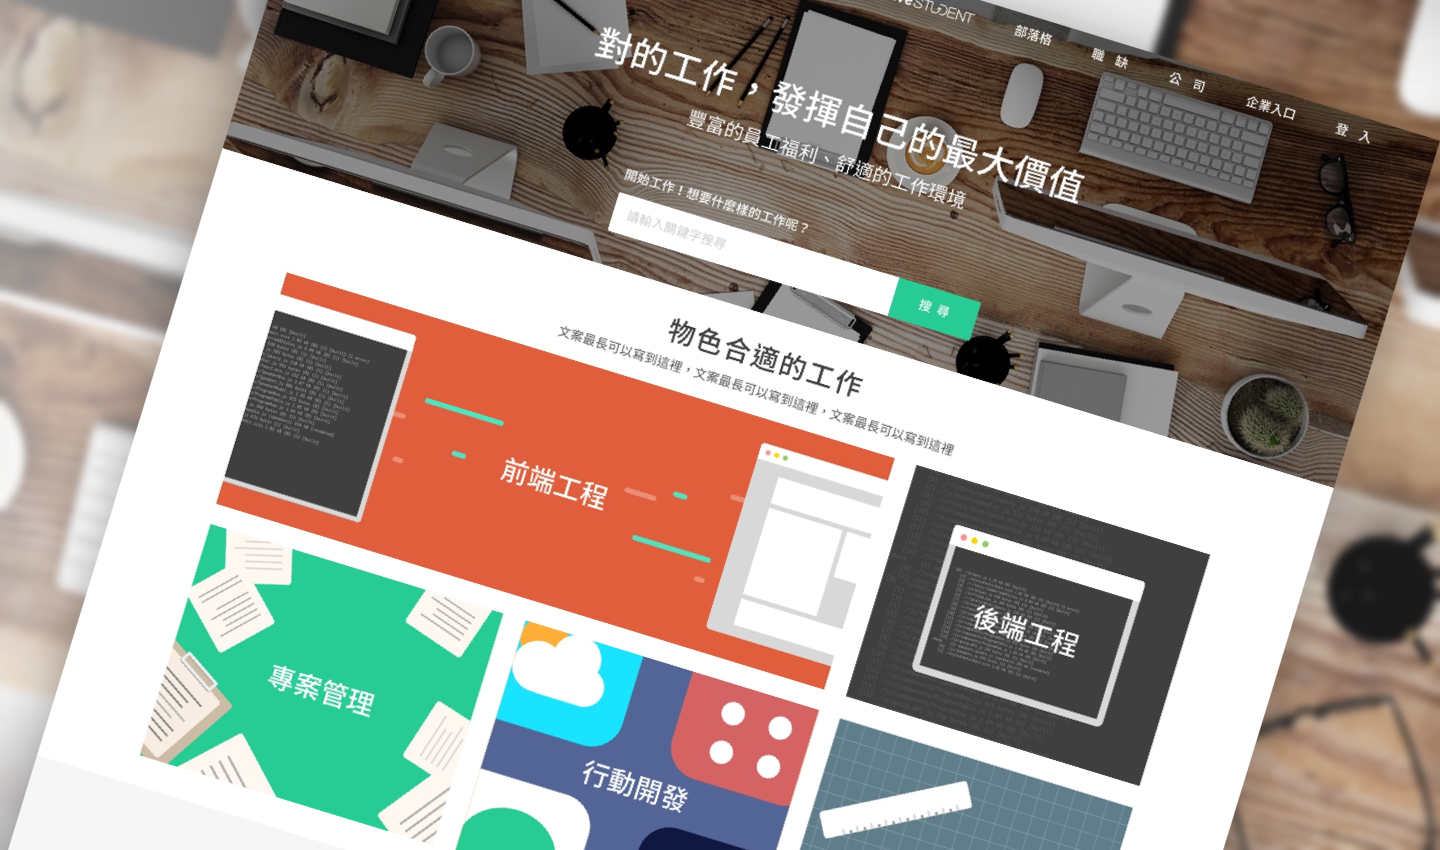 STUDENT
部落格
職 缺
公 司
企業入口
登 入
對的工作，發揮自己的最大價值
豐富的員工福利、舒適的工作環境
開始工作！想要什麼樣的工作呢？
請輸入關鍵字搜尋
搜 尋
物色合適的工作
文案最長可以寫到這裡，文案最長可以寫到這裡，文案最長可以寫到這裡
前端工程
後端工程
專案管理
行動開發